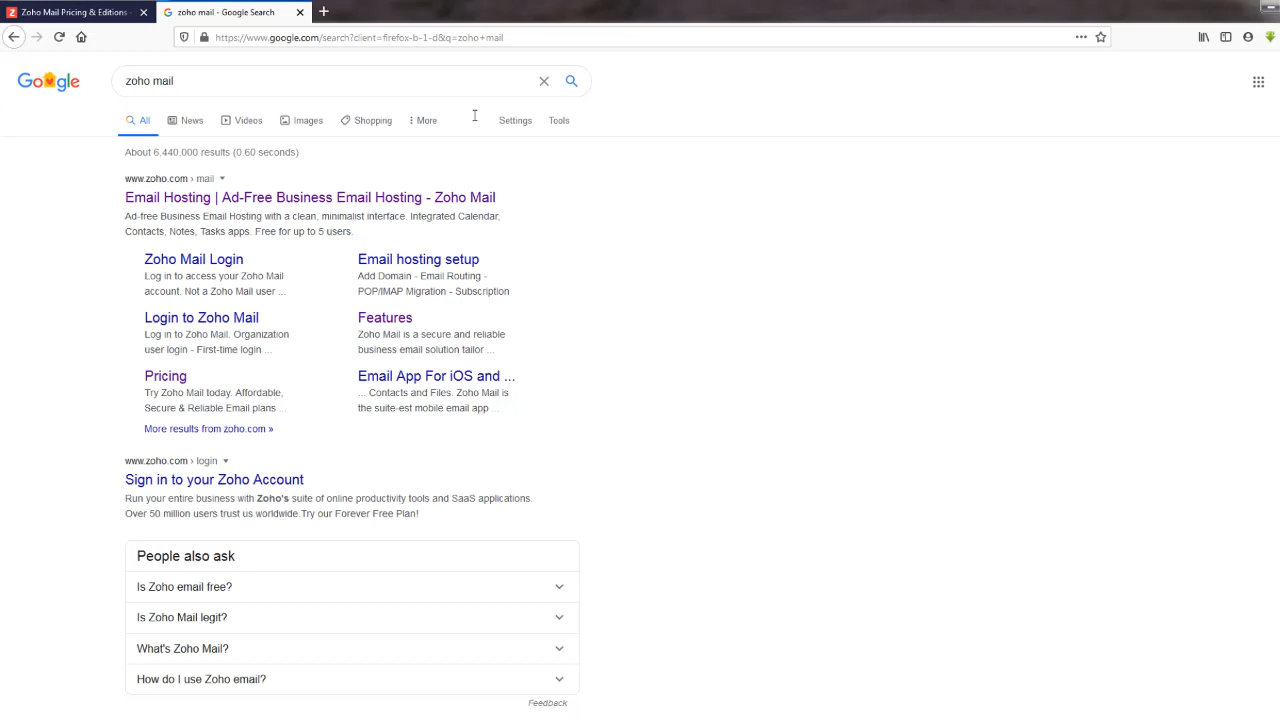 Zoho Mail Pricing & Editions -
zoho mail - Google Search
https://www.google.com/search?client=firefox-b-1-d&q=zoho+mail
Google
zoho mail
All News Videos Images Shopping More Settings Tools
About 6,440,000 results (0.60 seconds)
www.zoho.com › mail
Email Hosting | Ad-Free Business Email Hosting - Zoho Mail
Ad-free Business Email Hosting with a clean, minimalist interface. Integrated Calendar,
Contacts, Notes, Tasks apps. Free for up to 5 users.
Zoho Mail Login
Log in to access your Zoho Mail
account. Not a Zoho Mail user ...
Email hosting setup
Add Domain - Email Routing -
POP/IMAP Migration - Subscription
Login to Zoho Mail
Log in to Zoho Mail. Organization
user login - First-time login ...
Features
Zoho Mail is a secure and reliable
business email solution tailor ...
Pricing
Try Zoho Mail today. Affordable,
Secure & Reliable Email plans ...
Email App For iOS and ...
... Contacts and Files. Zoho Mail is
the suite-est mobile email app ...
More results from zoho.com »
www.zoho.com › login
Sign in to your Zoho Account
Run your entire business with Zoho's suite of online productivity tools and SaaS applications.
Over 50 million users trust us worldwide.Try our Forever Free Plan!
People also ask
Is Zoho email free?
Is Zoho Mail legit?
What's Zoho Mail?
How do I use Zoho email?
Feedback